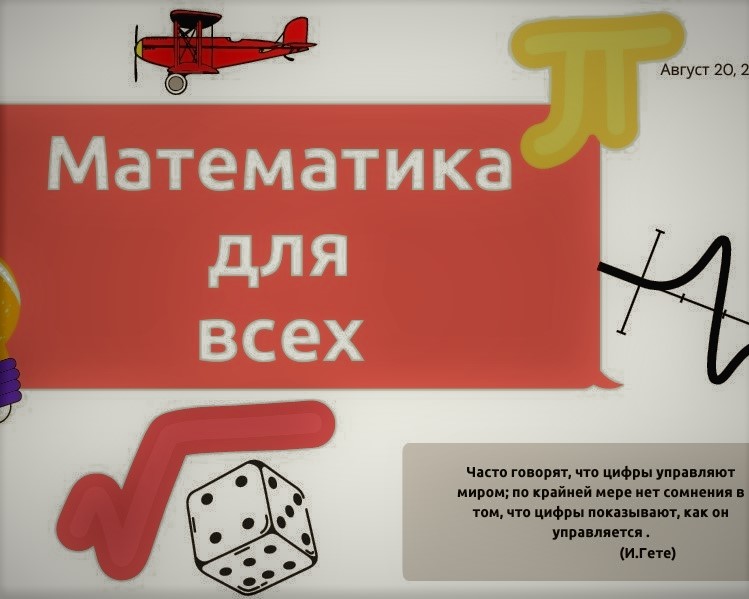 Август 20, 2
Математика
для
всех
Часто говорят, что цифры управляют
миром; по крайней мере нет сомнения в
том, что цифры показывают, как он
управляется .
(И.Гете)